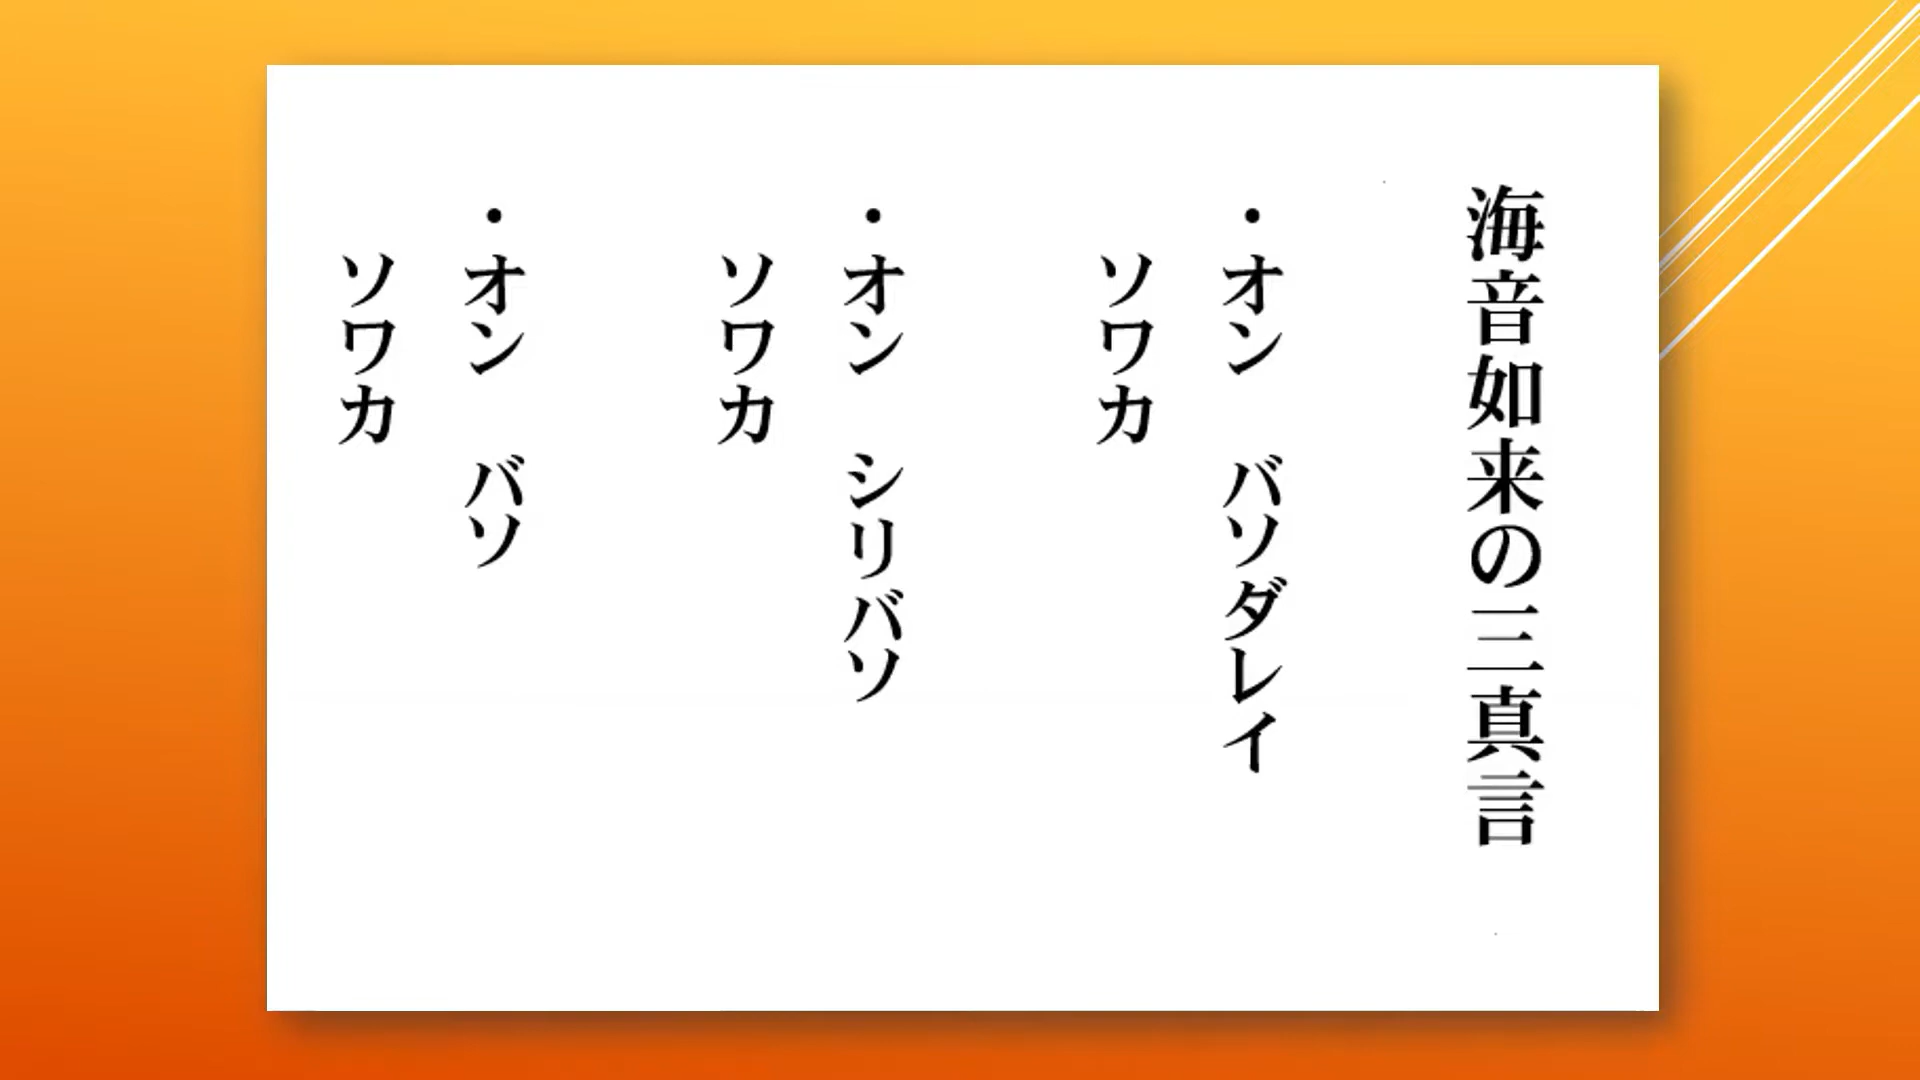 海音如来の三真言
・オン　バソダレイ
ソワカ
・オン　シリバソ
ソワカ
・オン　バソ
ソワカ